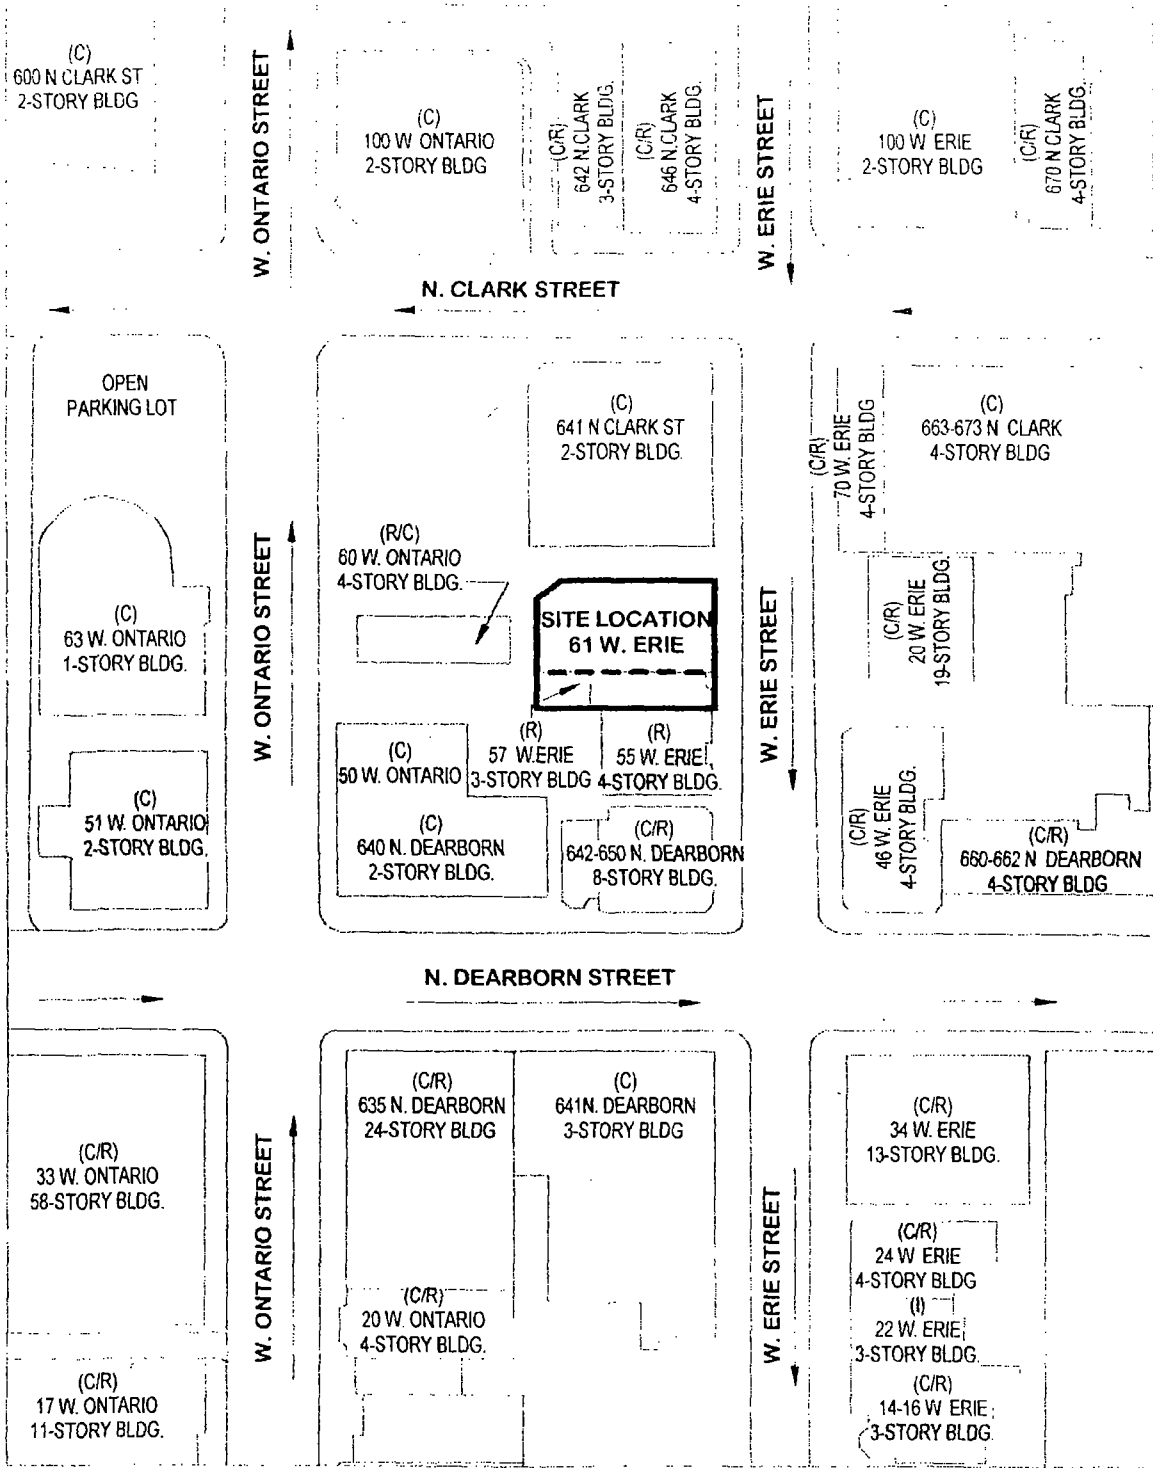 (C)
600 N CLARK ST
2-STORY BLDG
W. ONTARIO STREET
(C)
100 W. ONTARIO
2-STORY BLDG
(C/R)
642 N.CLARK
3-STORY BLDG.
(C/R)
646 N.CLARK
4-STORY BLDG.
W. ERIE STREET
(C)
100 W. ERIE
2-STORY BLDG
(C/R)
670 N.CLARK
4-STORY BLDG.
N. CLARK STREET
OPEN
PARKING LOT
(C)
641 N CLARK ST
2-STORY BLDG.
(C/R)
70 W. ERIE
4-STORY BLDG
(C)
663-673 N CLARK
4-STORY BLDG
W. ONTARIO STREET
(R/C)
60 W. ONTARIO
4-STORY BLDG.
SITE LOCATION
61 W. ERIE
W. ERIE STREET
(C/R)
20 W. ERIE
19-STORY BLDG.
(C)
63 W. ONTARIO
1-STORY BLDG.
(C)
50 W. ONTARIO
(R)
57 W.ERIE
3-STORY BLDG
(R)
55 W. ERIE
4-STORY BLDG.
(C)
51 W. ONTARIO
2-STORY BLDG.
(C)
640 N. DEARBORN
2-STORY BLDG.
(C/R)
642-650 N. DEARBORN
8-STORY BLDG.
(C/R)
46 W. ERIE
4-STORY BLDG.
(C/R)
660-662 N DEARBORN
4-STORY BLDG
N. DEARBORN STREET
(C/R)
33 W. ONTARIO
58-STORY BLDG.
W. ONTARIO STREET
(C/R)
635 N. DEARBORN
24-STORY BLDG
(C)
641N. DEARBORN
3-STORY BLDG
W. ERIE STREET
(C/R)
34 W. ERIE
13-STORY BLDG.
(C/R)
24 W ERIE
4-STORY BLDG
(I)
22 W. ERIE
3-STORY BLDG.
(C/R)
20 W. ONTARIO
4-STORY BLDG.
(C/R)
17 W. ONTARIO
11-STORY BLDG.
(C/R)
14-16 W ERIE
3-STORY BLDG.